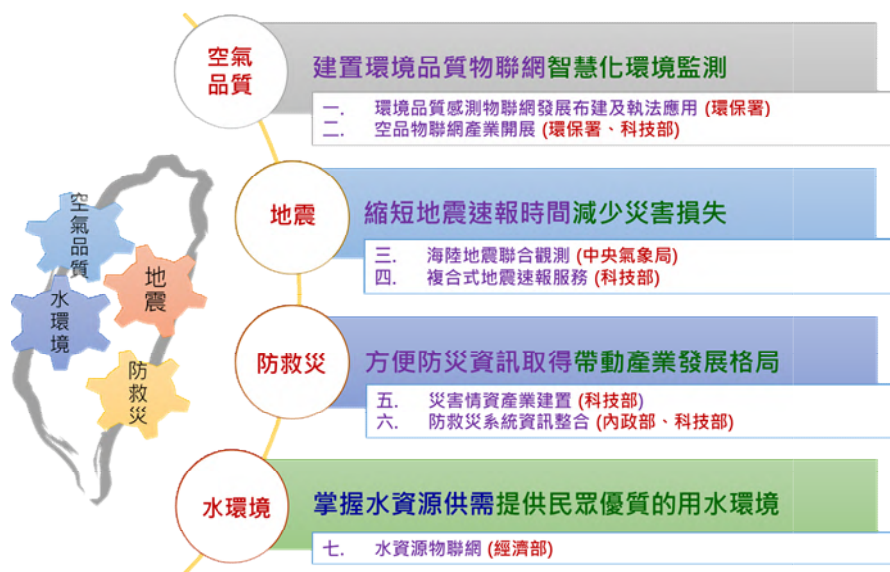 空氣
品質
建置環境品質物聯網智慧化環境監測
一. 環境品質感測物聯網發展布建及執法應用 (環保署)
二. 空品物聯網產業開展 (環保署、科技部)
地震
縮短地震速報時間減少災害損失
三. 海陸地震聯合觀測 (中央氣象局)
四. 複合式地震速報服務 (科技部)
防救災
方便防災資訊取得帶動產業發展格局
五. 災害情資產業建置 (科技部)
六. 防救災系統資訊整合 (內政部、科技部)
水環境
掌握水資源供需提供民眾優質的用水環境
七. 水資源物聯網 (經濟部)
空氣品質
地震
水環境
防救災